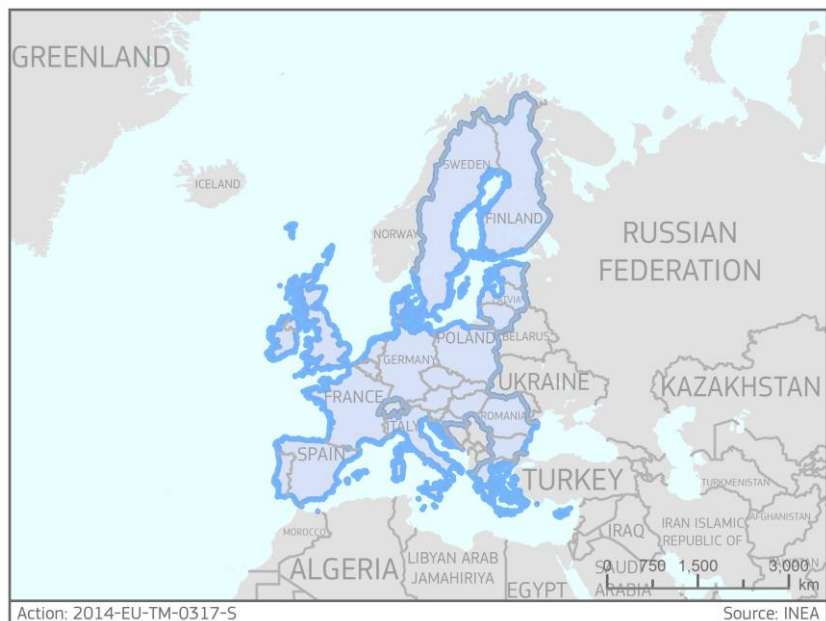 GREENLAND
ICELAND
SWEDEN
FINLAND
NORWAY
RUSSIAN
FEDERATION
LATVIA
POLAND
BELARUS
GERMANY
UKRAINE
KAZAKHSTAN
FRANCE
ROMANIA
ITALY
SPAIN
TURKEY
TURKMENISTAN
AFGHANISTAN
MOROCCO
IRAQ
IRAN ISLAMIC
REPUBLIC OF
ALGERIA
LIBYAN ARAB
JAMAHIRIYA
EGYPT
SAUDI
ARABIA
0 750 1,500 3,000
km
Action: 2014-EU-TM-0317-S
Source: INEA